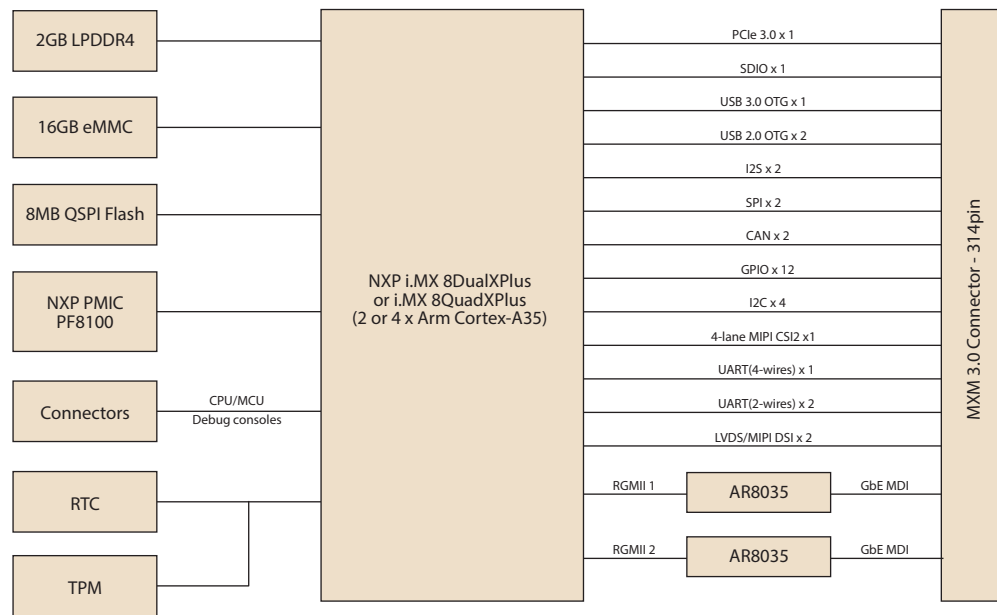 2GB LPDDR4
16GB eMMC
8MB QSPI Flash
NXP PMIC
PF8100
Connectors
CPU/MCU
Debug consoles
RTC
TPM
NXP i.MX 8DualXPlus
or i.MX 8QuadXPlus
(2 or 4 x Arm Cortex-A35)
PCIe 3.0 x 1
SDIO x 1
USB 3.0 OTG x 1
USB 2.0 OTG x 2
I2S x 2
SPI x 2
CAN x 2
GPIO x 12
I2C x 4
4-lane MIPI CSI2 x1
UART(4-wires) x 1
UART(2-wires) x 2
LVDS/MIPI DSI x 2
RGMII 1
AR8035
GbE MDI
RGMII 2
AR8035
GbE MDI
MXM 3.0 Connector - 314pin